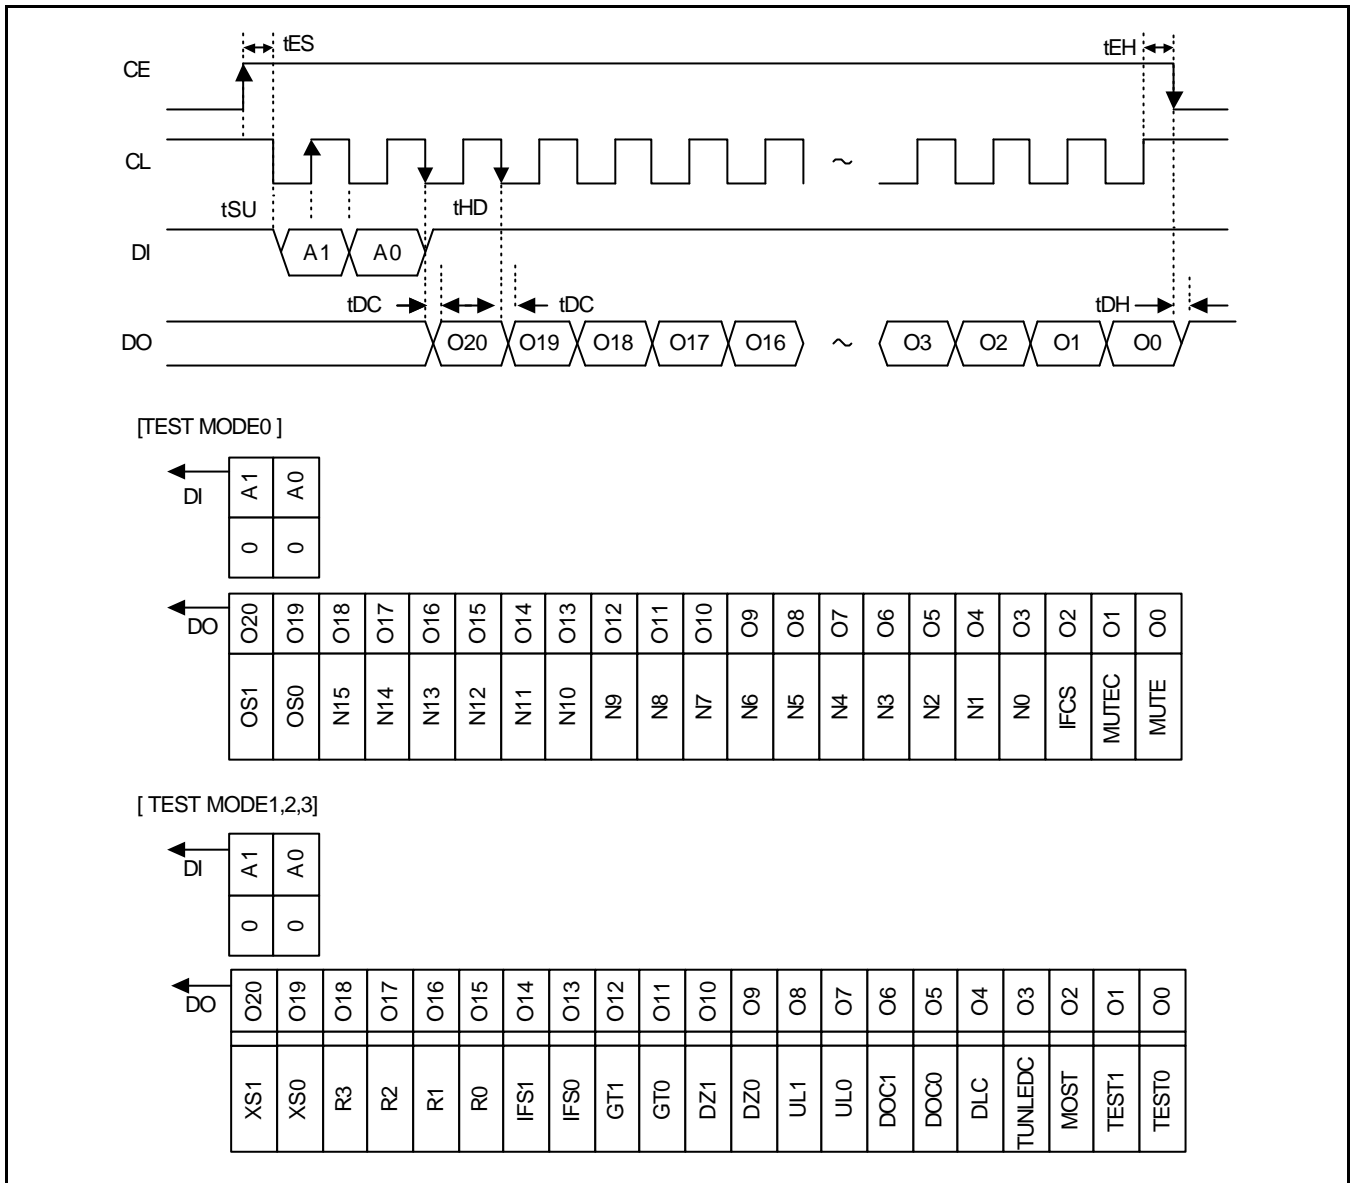 tES tEH
CE
CL ~
tSU tHD
DI A1 A0
tDC tDC tDH
DO O20 O19 O18 O17 O16 ~ O3 O2 O1 O0
[TEST MODE0 ]
DI A1 A0
0 0
DO O20 O19 O18 O17 O16 O15 O14 O13 O12 O11 O10 O9 O8 O7 O6 O5 O4 O3 O2 O1 O0
OS1 OS0 N15 N14 N13 N12 N11 N10 N9 N8 N7 N6 N5 N4 N3 N2 N1 N0 IFCS MUTEC MUTE
[ TEST MODE1,2,3]
DI A1 A0
0 0
DO O20 O19 O18 O17 O16 O15 O14 O13 O12 O11 O10 O9 O8 O7 O6 O5 O4 O3 O2 O1 O0
XS1 XS0 R3 R2 R1 R0 IFS1 IFS0 GT1 GT0 DZ1 DZ0 UL1 UL0 DOC1 DOC0 DLC TUNLEDC MOST TEST1 TEST0